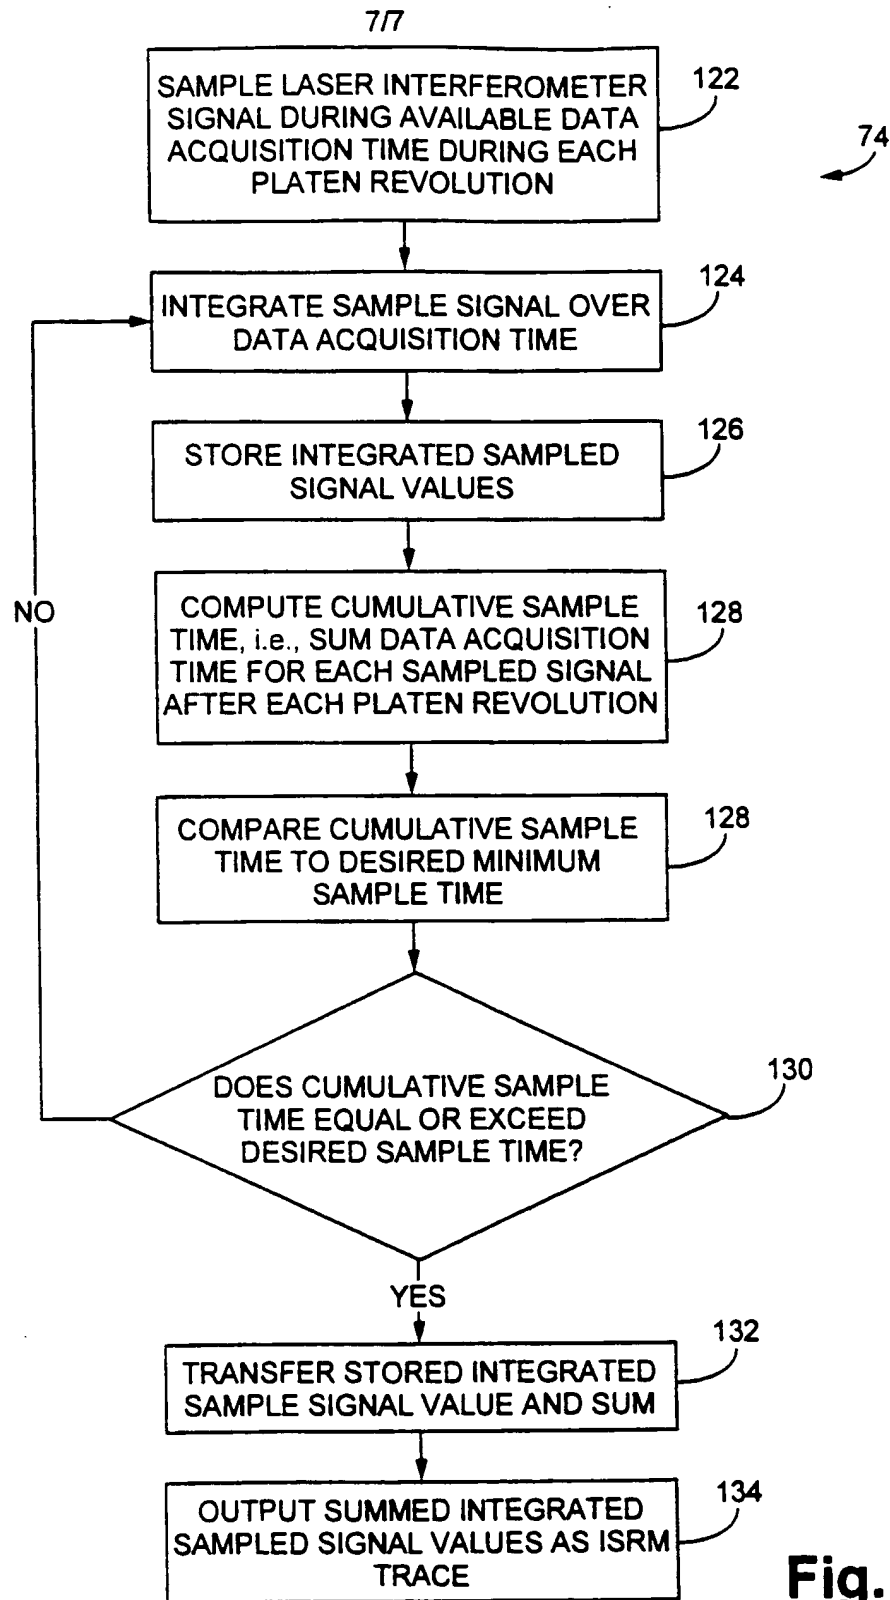 7/7
SAMPLE LASER INTERFEROMETER
SIGNAL DURING AVAILABLE DATA
ACQUISITION TIME DURING EACH
PLATEN REVOLUTION
122
74
INTEGRATE SAMPLE SIGNAL OVER
DATA ACQUISITION TIME
124
STORE INTEGRATED SAMPLED
SIGNAL VALUES
126
NO
COMPUTE CUMULATIVE SAMPLE
TIME, i.e., SUM DATA ACQUISITION
TIME FOR EACH SAMPLED SIGNAL
AFTER EACH PLATEN REVOLUTION
128
COMPARE CUMULATIVE SAMPLE
TIME TO DESIRED MINIMUM
SAMPLE TIME
128
DOES CUMULATIVE SAMPLE
TIME EQUAL OR EXCEED
DESIRED SAMPLE TIME?
130
YES
TRANSFER STORED INTEGRATED
SAMPLE SIGNAL VALUE AND SUM
132
OUTPUT SUMMED INTEGRATED
SAMPLED SIGNAL VALUES AS ISRM
TRACE
134
Fig.